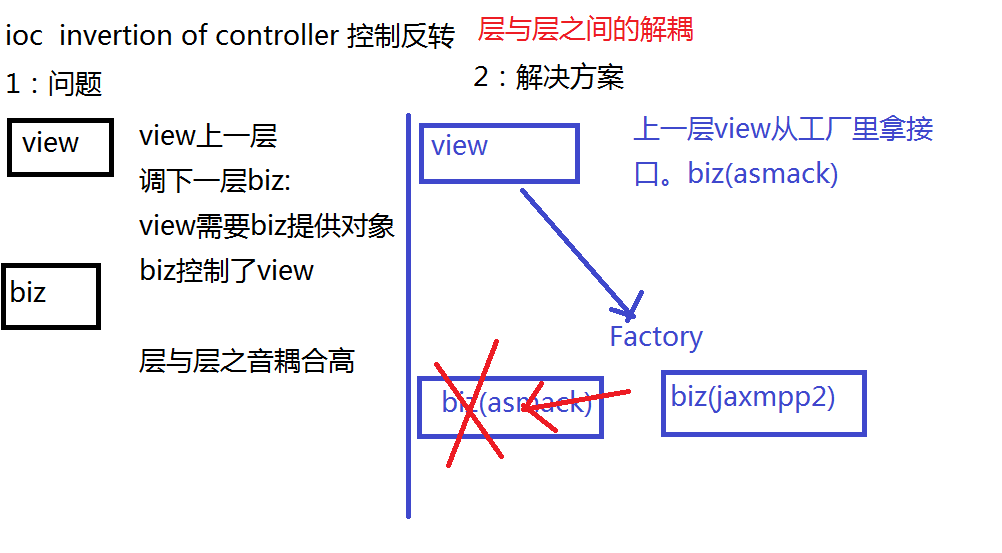 ioc  invertion of controller 控制反转
层与层之间的解耦
1：问题
2：解决方案
view
view上一层
调下一层biz:
view需要biz提供对象
biz控制了view
biz
层与层之音耦合高
view
上一层view从工厂里拿接
口。biz(asmack)
Factory
biz(asmack)
biz(jaxmpp2)